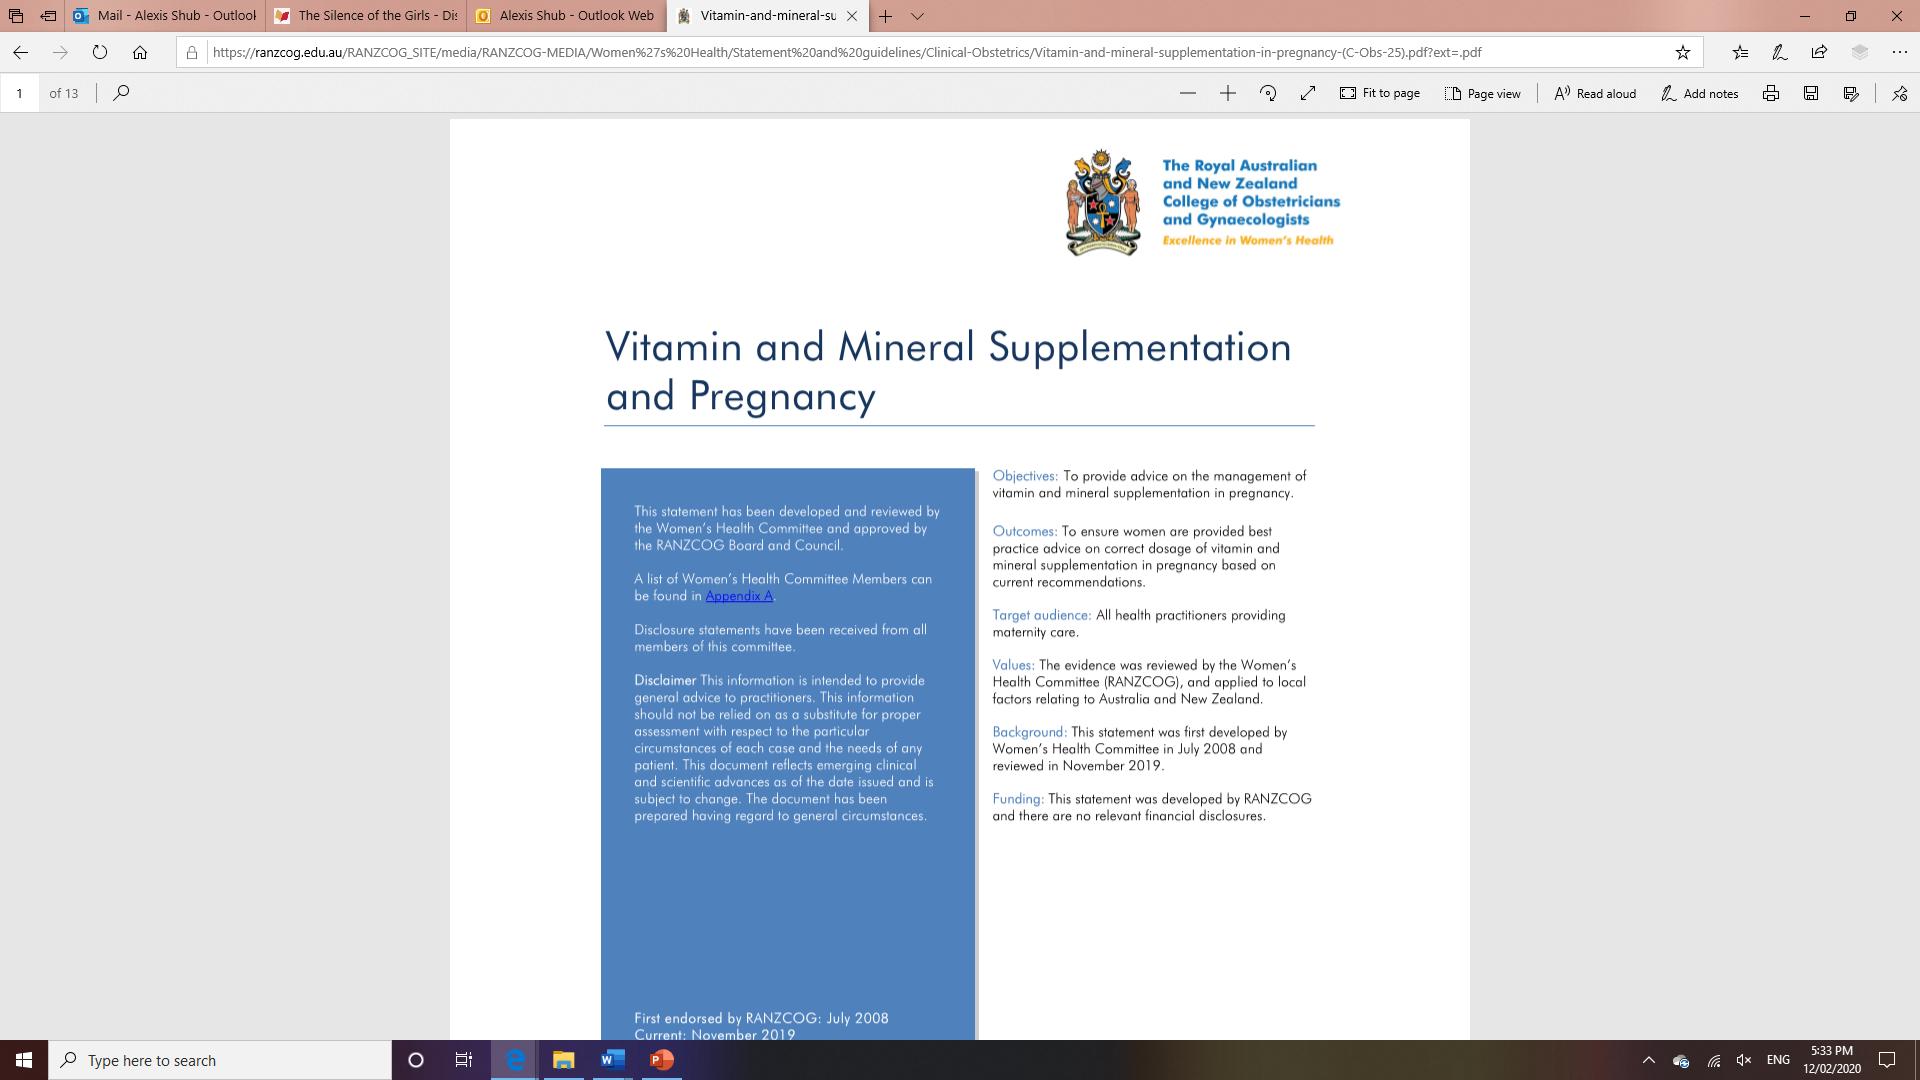 Mail - Alexis Shub - Outlook
The Silence of the Girls - Dis
Alexis Shub - Outlook Web
Vitamin-and-mineral-su
https://ranzcog.edu.au/RANZCOG_SITE/media/RANZCOG-MEDIA/Women%27s%20Health/Statement%20and%20guidelines/Clinical-Obstetrics/Vitamin-and-mineral-supplementation-in-pregnancy-(C-Obs-25).pdf?ext=.pdf
1 of 13
Fit to page
Page view
Read aloud
Add notes
The Royal Australian
and New Zealand
College of Obstetricians
and Gynaecologists
Excellence in Women's Health
Vitamin and Mineral Supplementation
and Pregnancy
This statement has been developed and reviewed by
the Women's Health Committee and approved by
the RANZCOG Board and Council.
A list of Women's Health Committee Members can
be found in Appendix A.
Disclosure statements have been received from all
members of this committee.
Disclaimer This information is intended to provide
general advice to practitioners. This information
should not be relied on as a substitute for proper
assessment with respect to the particular
circumstances of each case and the needs of any
patient. This document reflects emerging clinical
and scientific advances as of the date issued and is
subject to change. The document has been
prepared having regard to general circumstances.
First endorsed by RANZCOG: July 2008
Current: November 2019
Objectives: To provide advice on the management of
vitamin and mineral supplementation in pregnancy.
Outcomes: To ensure women are provided best
practice advice on correct dosage of vitamin and
mineral supplementation in pregnancy based on
current recommendations.
Target audience: All health practitioners providing
maternity care.
Values: The evidence was reviewed by the Women's
Health Committee (RANZCOG), and applied to local
factors relating to Australia and New Zealand.
Background: This statement was first developed by
Women's Health Committee in July 2008 and
reviewed in November 2019.
Funding: This statement was developed by RANZCOG
and there are no relevant financial disclosures.
Type here to search
ENG
5:33 PM
12/02/2020